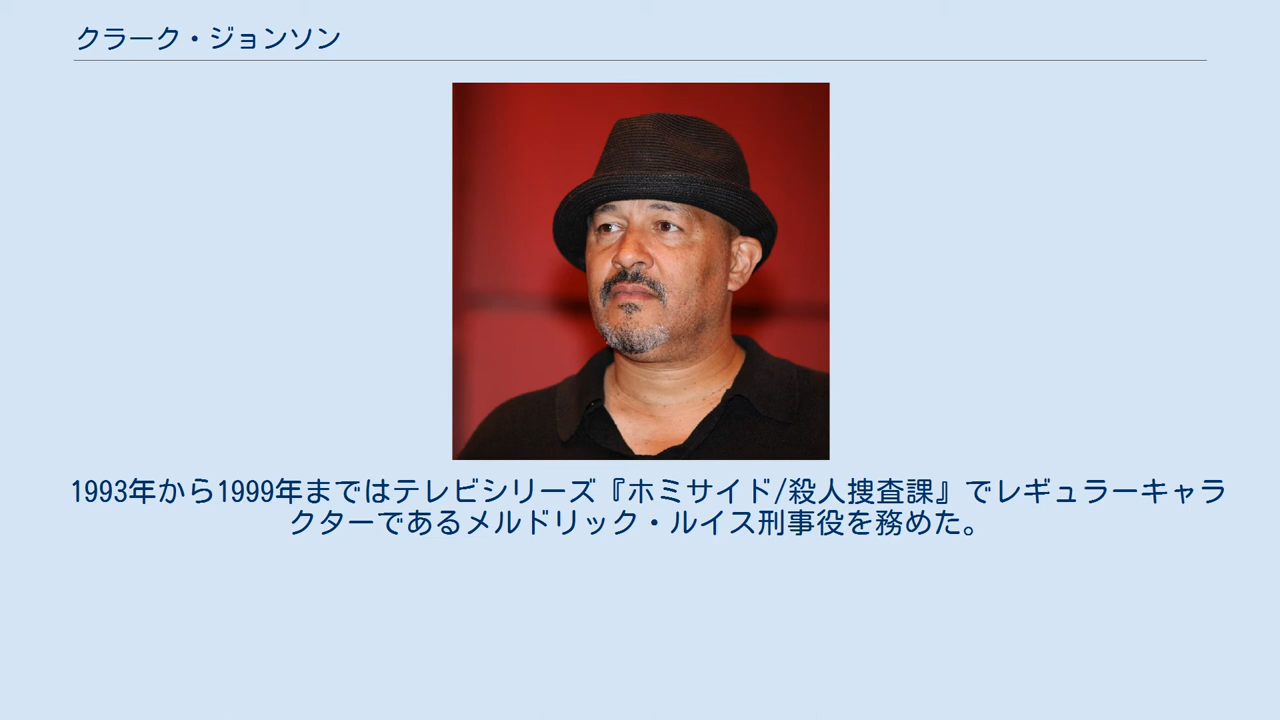 クラーク・ジョンソン
1993年から1999年まではテレビシリーズ『ホミサイド/殺人捜査課』でレギュラーキャラ
クターであるメルドリック・ルイス刑事役を務めた。